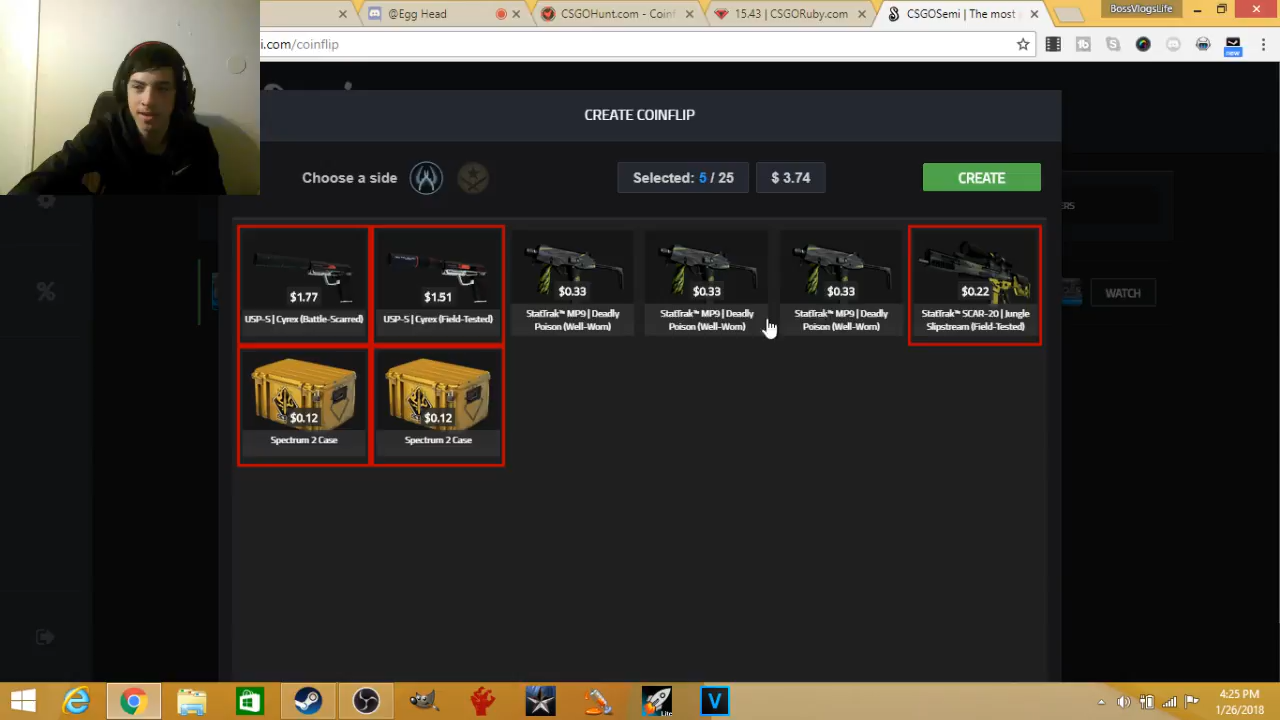 BossVlogsLife
@Egg Head
CSGOHunt.com - Coinf
15.43 | CSGORuby.com
CSGOSemi | The most
i.com/coinflip
new
CREATE COINFLIP
Choose a side
Selected: 5 / 25
$ 3.74
CREATE
RS
$1.77
USP-S | Cyrex (Battle-Scarred)
$1.51
USP-S | Cyrex (Field-Tested)
$0.33
StatTrak™ MP9 | Deadly
Poison (Well-Worn)
$0.33
StatTrak™ MP9 | Deadly
Poison (Well-Worn)
$0.33
StatTrak™ MP9 | Deadly
Poison (Well-Worn)
$0.22
StatTrak™ SCAR-20 | Jungle
Slipstream (Field-Tested)
WATCH
$0.12
Spectrum 2 Case
$0.12
Spectrum 2 Case
Lite
4:25 PM
1/26/2018